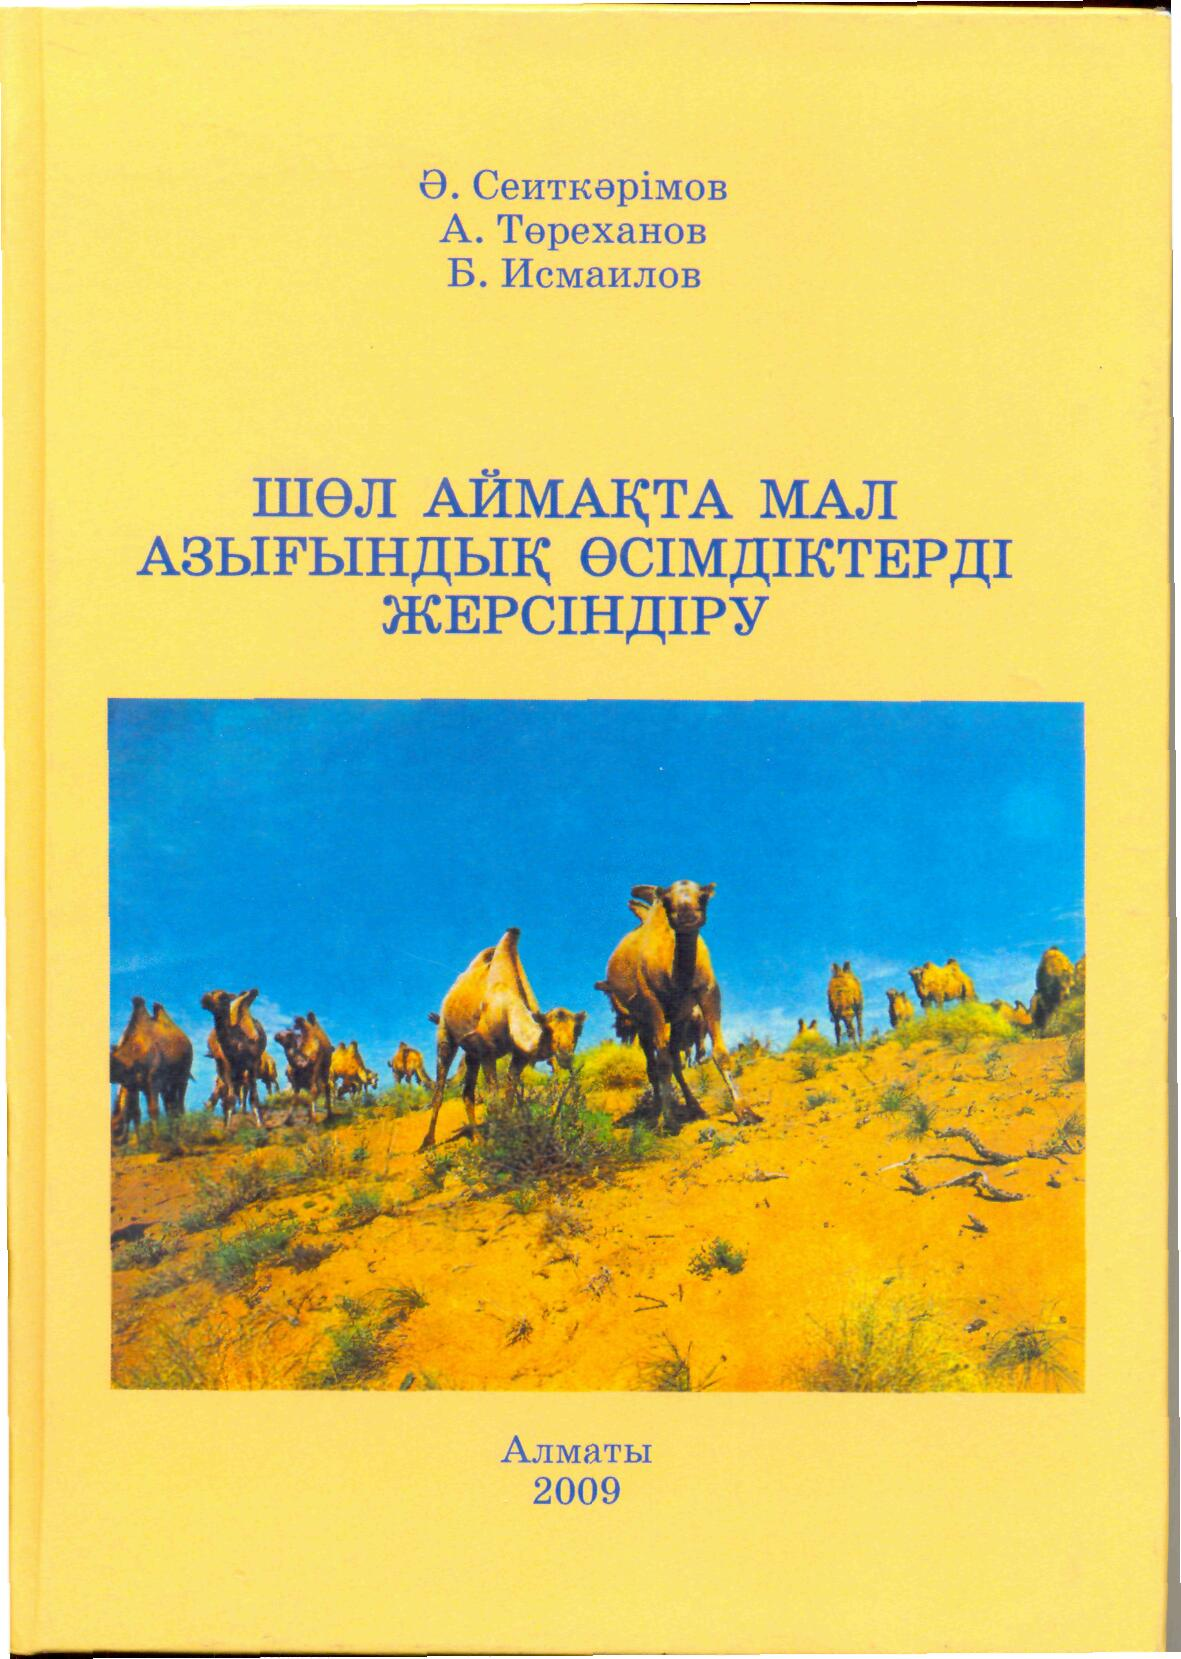 Ә. Сеиткәрімов
А. Төреханов
Б. Исмаилов
ШӨЛ АЙМАҚТА МАЛ
АЗЫҒЫНДЫҚ ӨСІМДІКТЕРДІ
ЖЕРСІНДІРУ
Алматы
2009